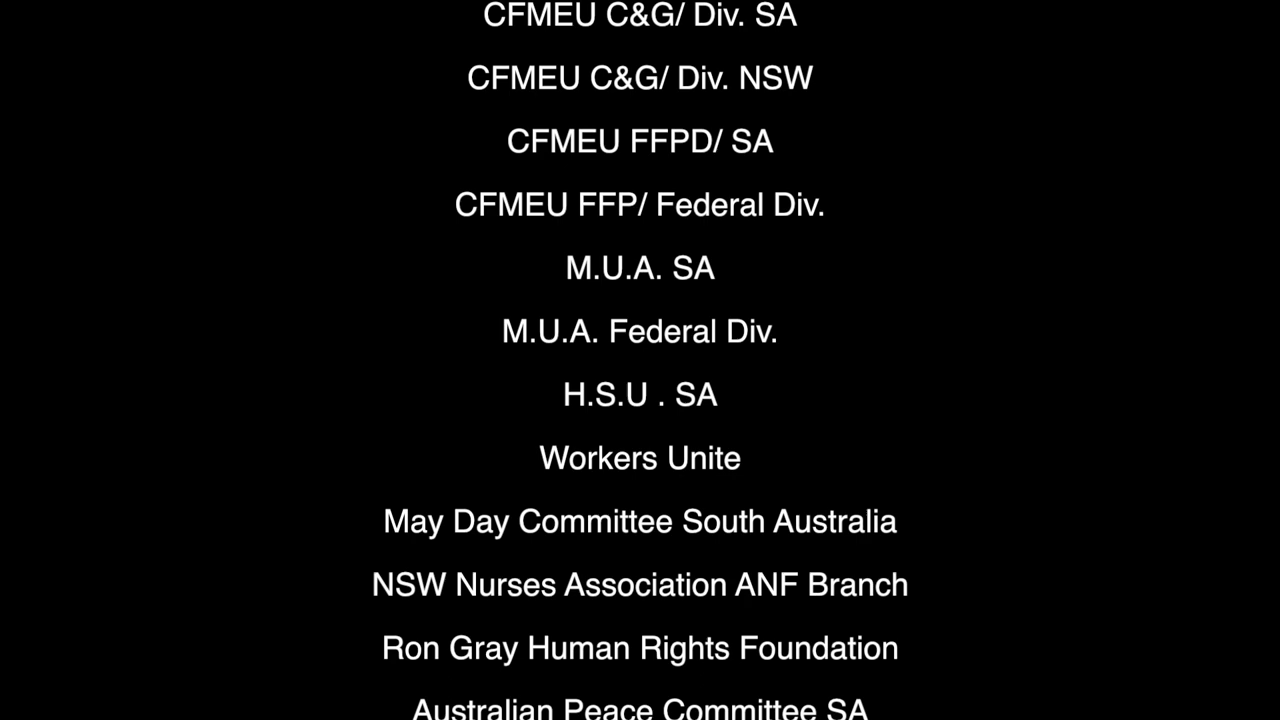 CFMEU C&G/ Div. SA
CFMEU C&G/ Div. NSW
CFMEU FFPD/ SA
CFMEU FFP/ Federal Div.
M.U.A. SA
M.U.A. Federal Div.
H.S.U . SA
Workers Unite
May Day Committee South Australia
NSW Nurses Association ANF Branch
Ron Gray Human Rights Foundation
Australian Peace Committee SA